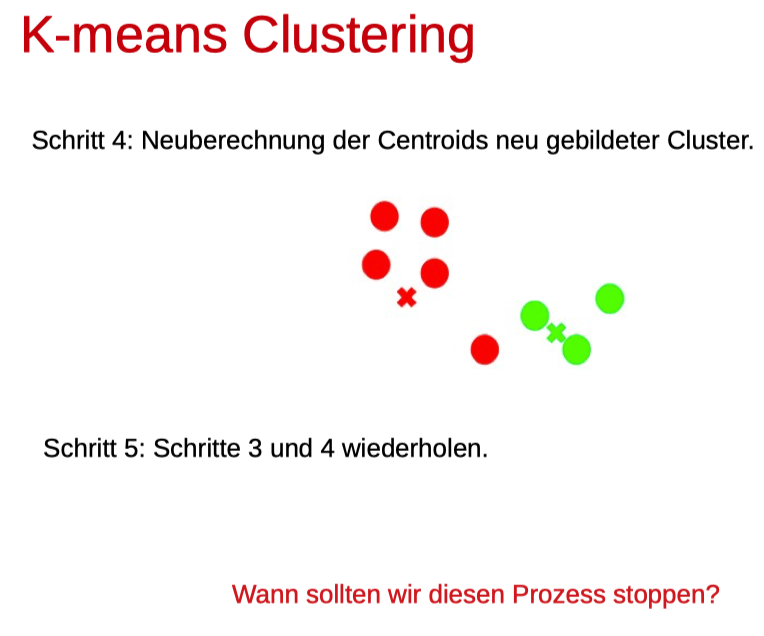 K-means Clustering
Schritt 4: Neuberechnung der Centroids neu gebildeter Cluster.
Schritt 5: Schritte 3 und 4 wiederholen.
Wann sollten wir diesen Prozess stoppen?